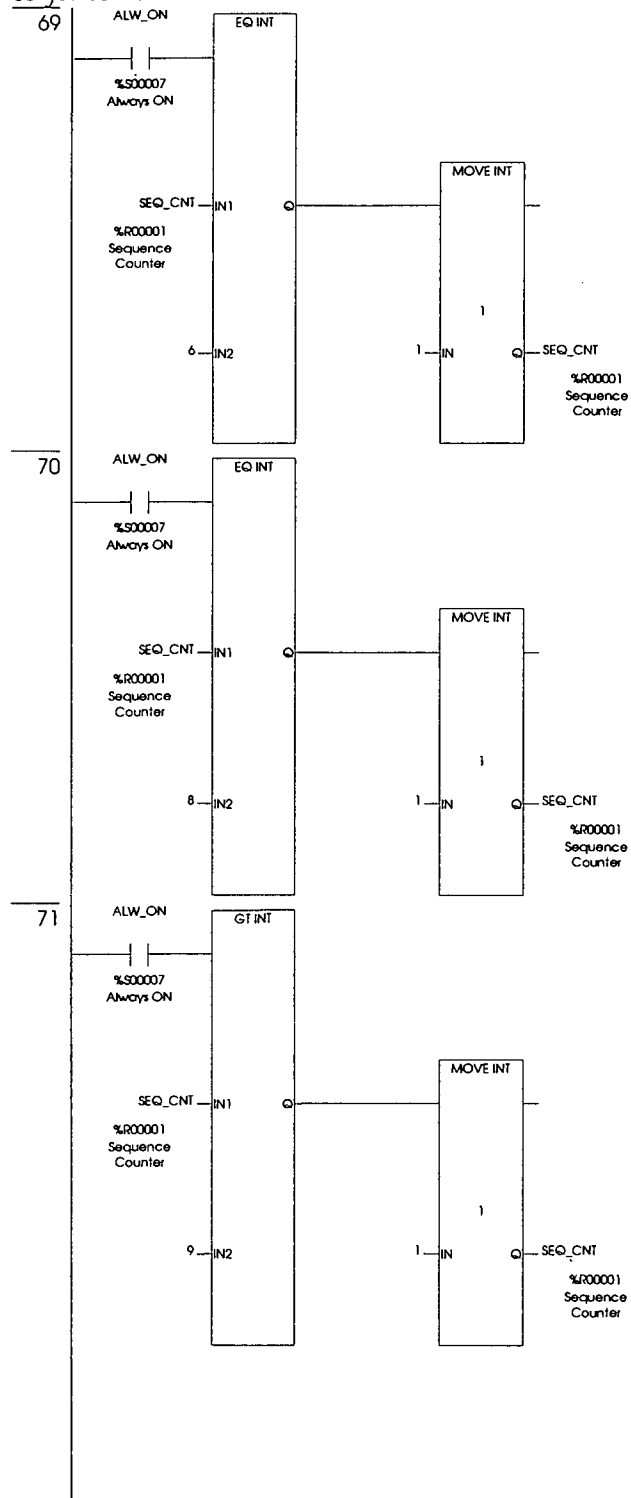 69
ALW_ON
EQ INT
%S00007
Always ON
MOVE INT
SEQ_CNT IN1 Q
%R00001
Sequence
Counter
1
6 IN2
1 IN Q SEQ_CNT
%R00001
Sequence
Counter
70
ALW_ON
EQ INT
%S00007
Always ON
MOVE INT
SEQ_CNT IN1 Q
%R00001
Sequence
Counter
1
8 IN2
1 IN Q SEQ_CNT
%R00001
Sequence
Counter
71
ALW_ON
GT INT
%S00007
Always ON
MOVE INT
SEQ_CNT IN1 Q
%R00001
Sequence
Counter
1
9 IN2
1 IN Q SEQ_CNT
%R00001
Sequence
Counter